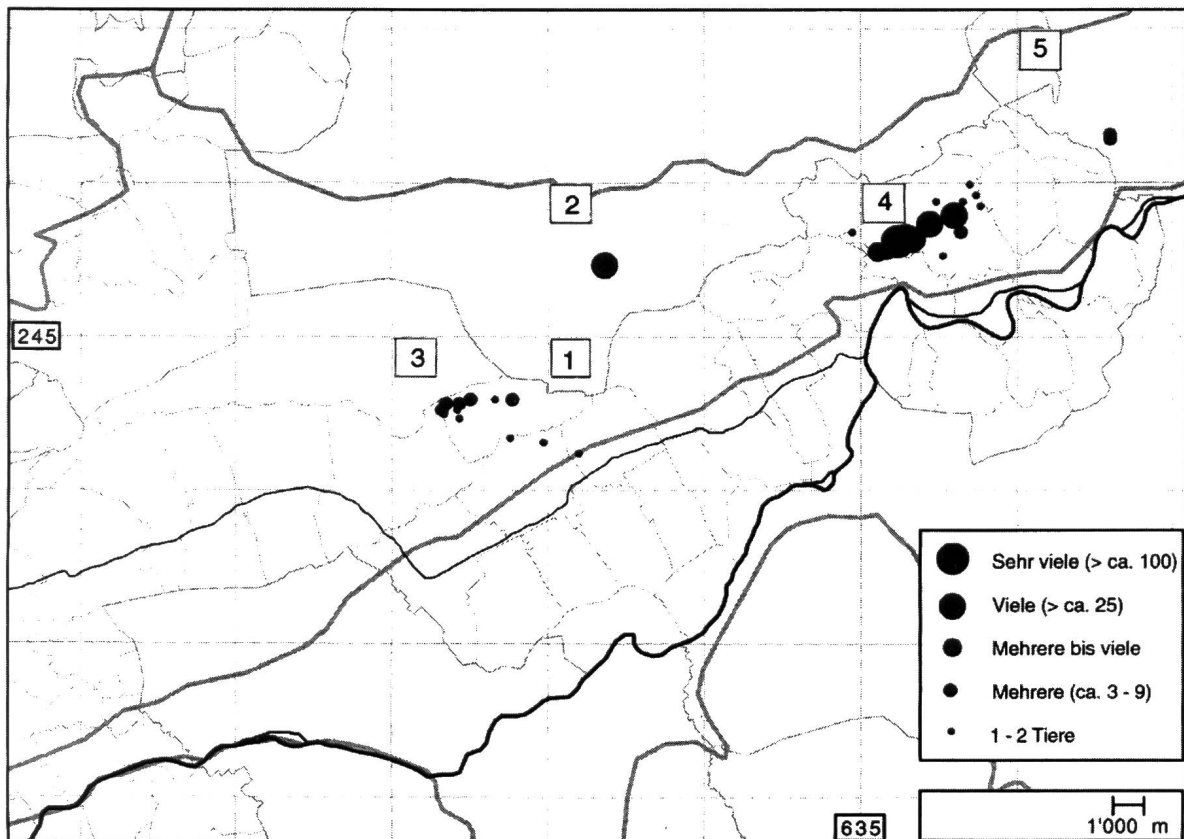 5
2
4
245
3
1
Sehr viele (> ca. 100)
Viele (> ca. 25)
Mehrere bis viele
Mehrere (ca. 3 - 9)
1 - 2 Tiere
635
1'000 m